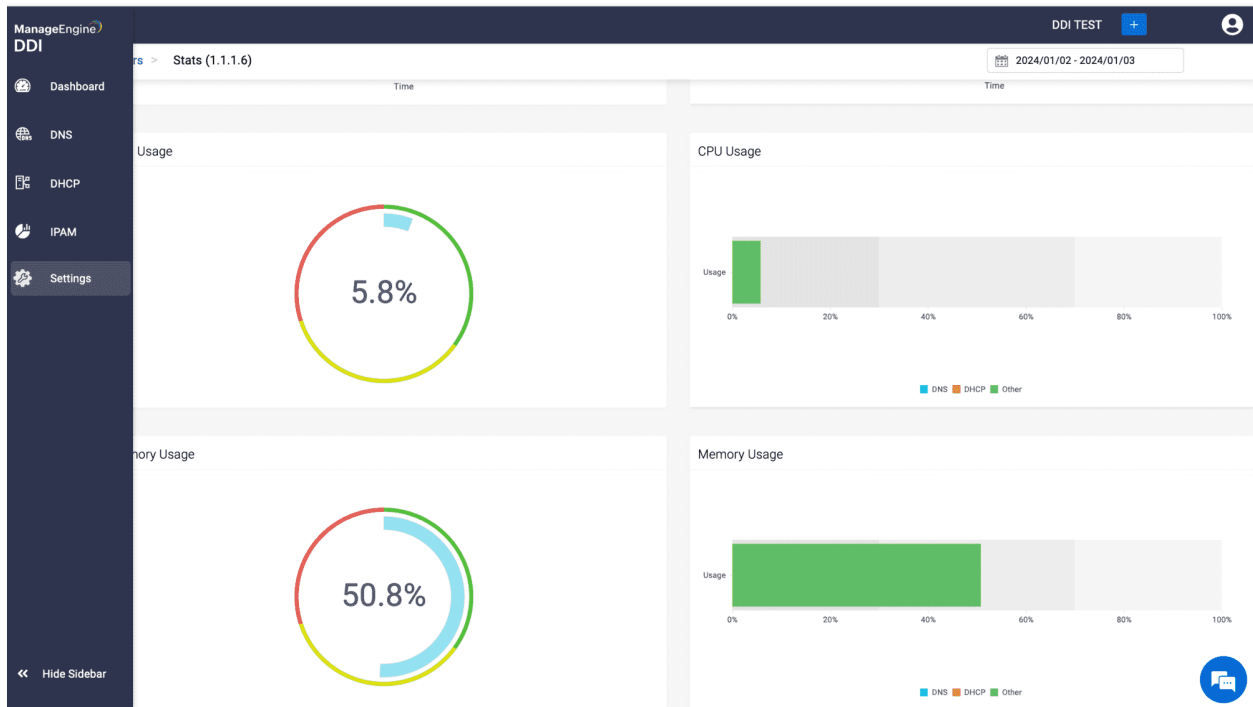 ManageEngine
DDI
DDI TEST
+
rs > Stats (1.1.1.6)
2024/01/02 - 2024/01/03
Dashboard
DNS
DHCP
IPAM
Settings
Hide Sidebar
Time
Time
Usage
5.8%
CPU Usage
Usage
0% 20% 40% 60% 80% 100%
DNS DHCP Other
nory Usage
50.8%
Memory Usage
Usage
0% 20% 40% 60% 80% 100%
DNS DHCP Other